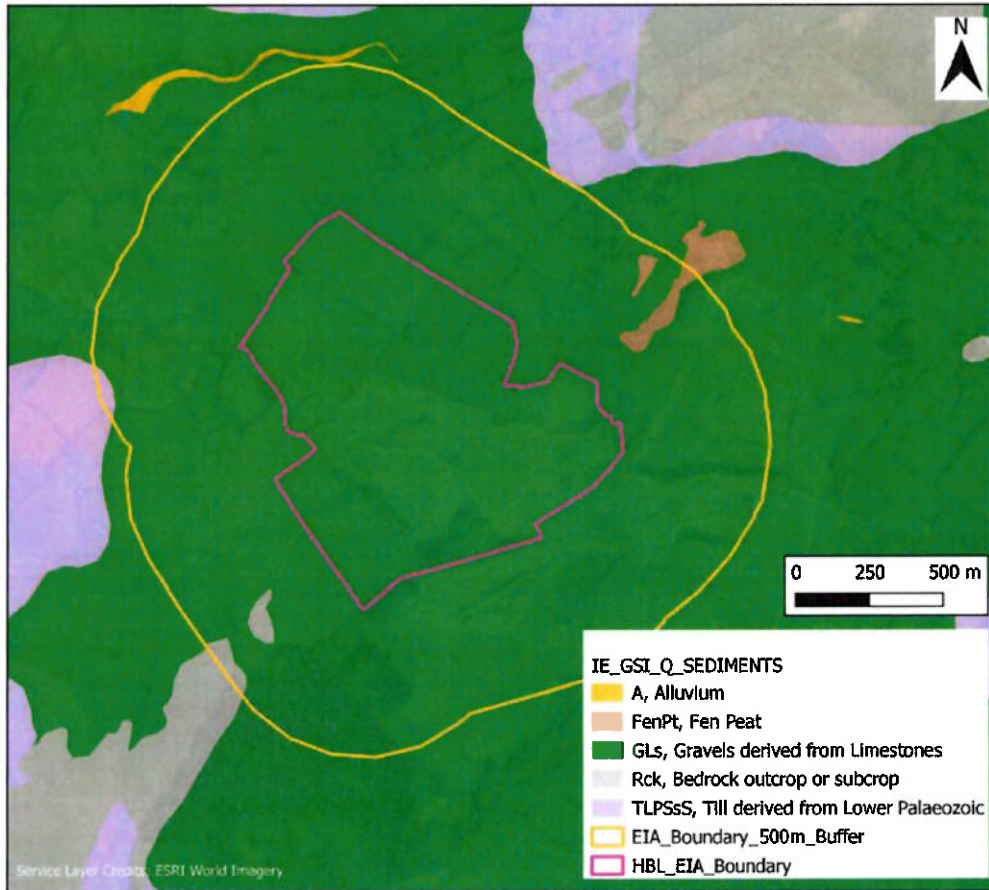 N
0 250 500 m
IE_GSI_Q_SEDIMENTS
A, Alluvium
FenPt, Fen Peat
GLs, Gravels derived from Limestones
Rck, Bedrock outcrop or subcrop
TLPSsS, Till derived from Lower Palaeozoic
EIA_Boundary_500m_Buffer
HBL_EIA_Boundary
Service Layer Credits: ESRI World Imagery